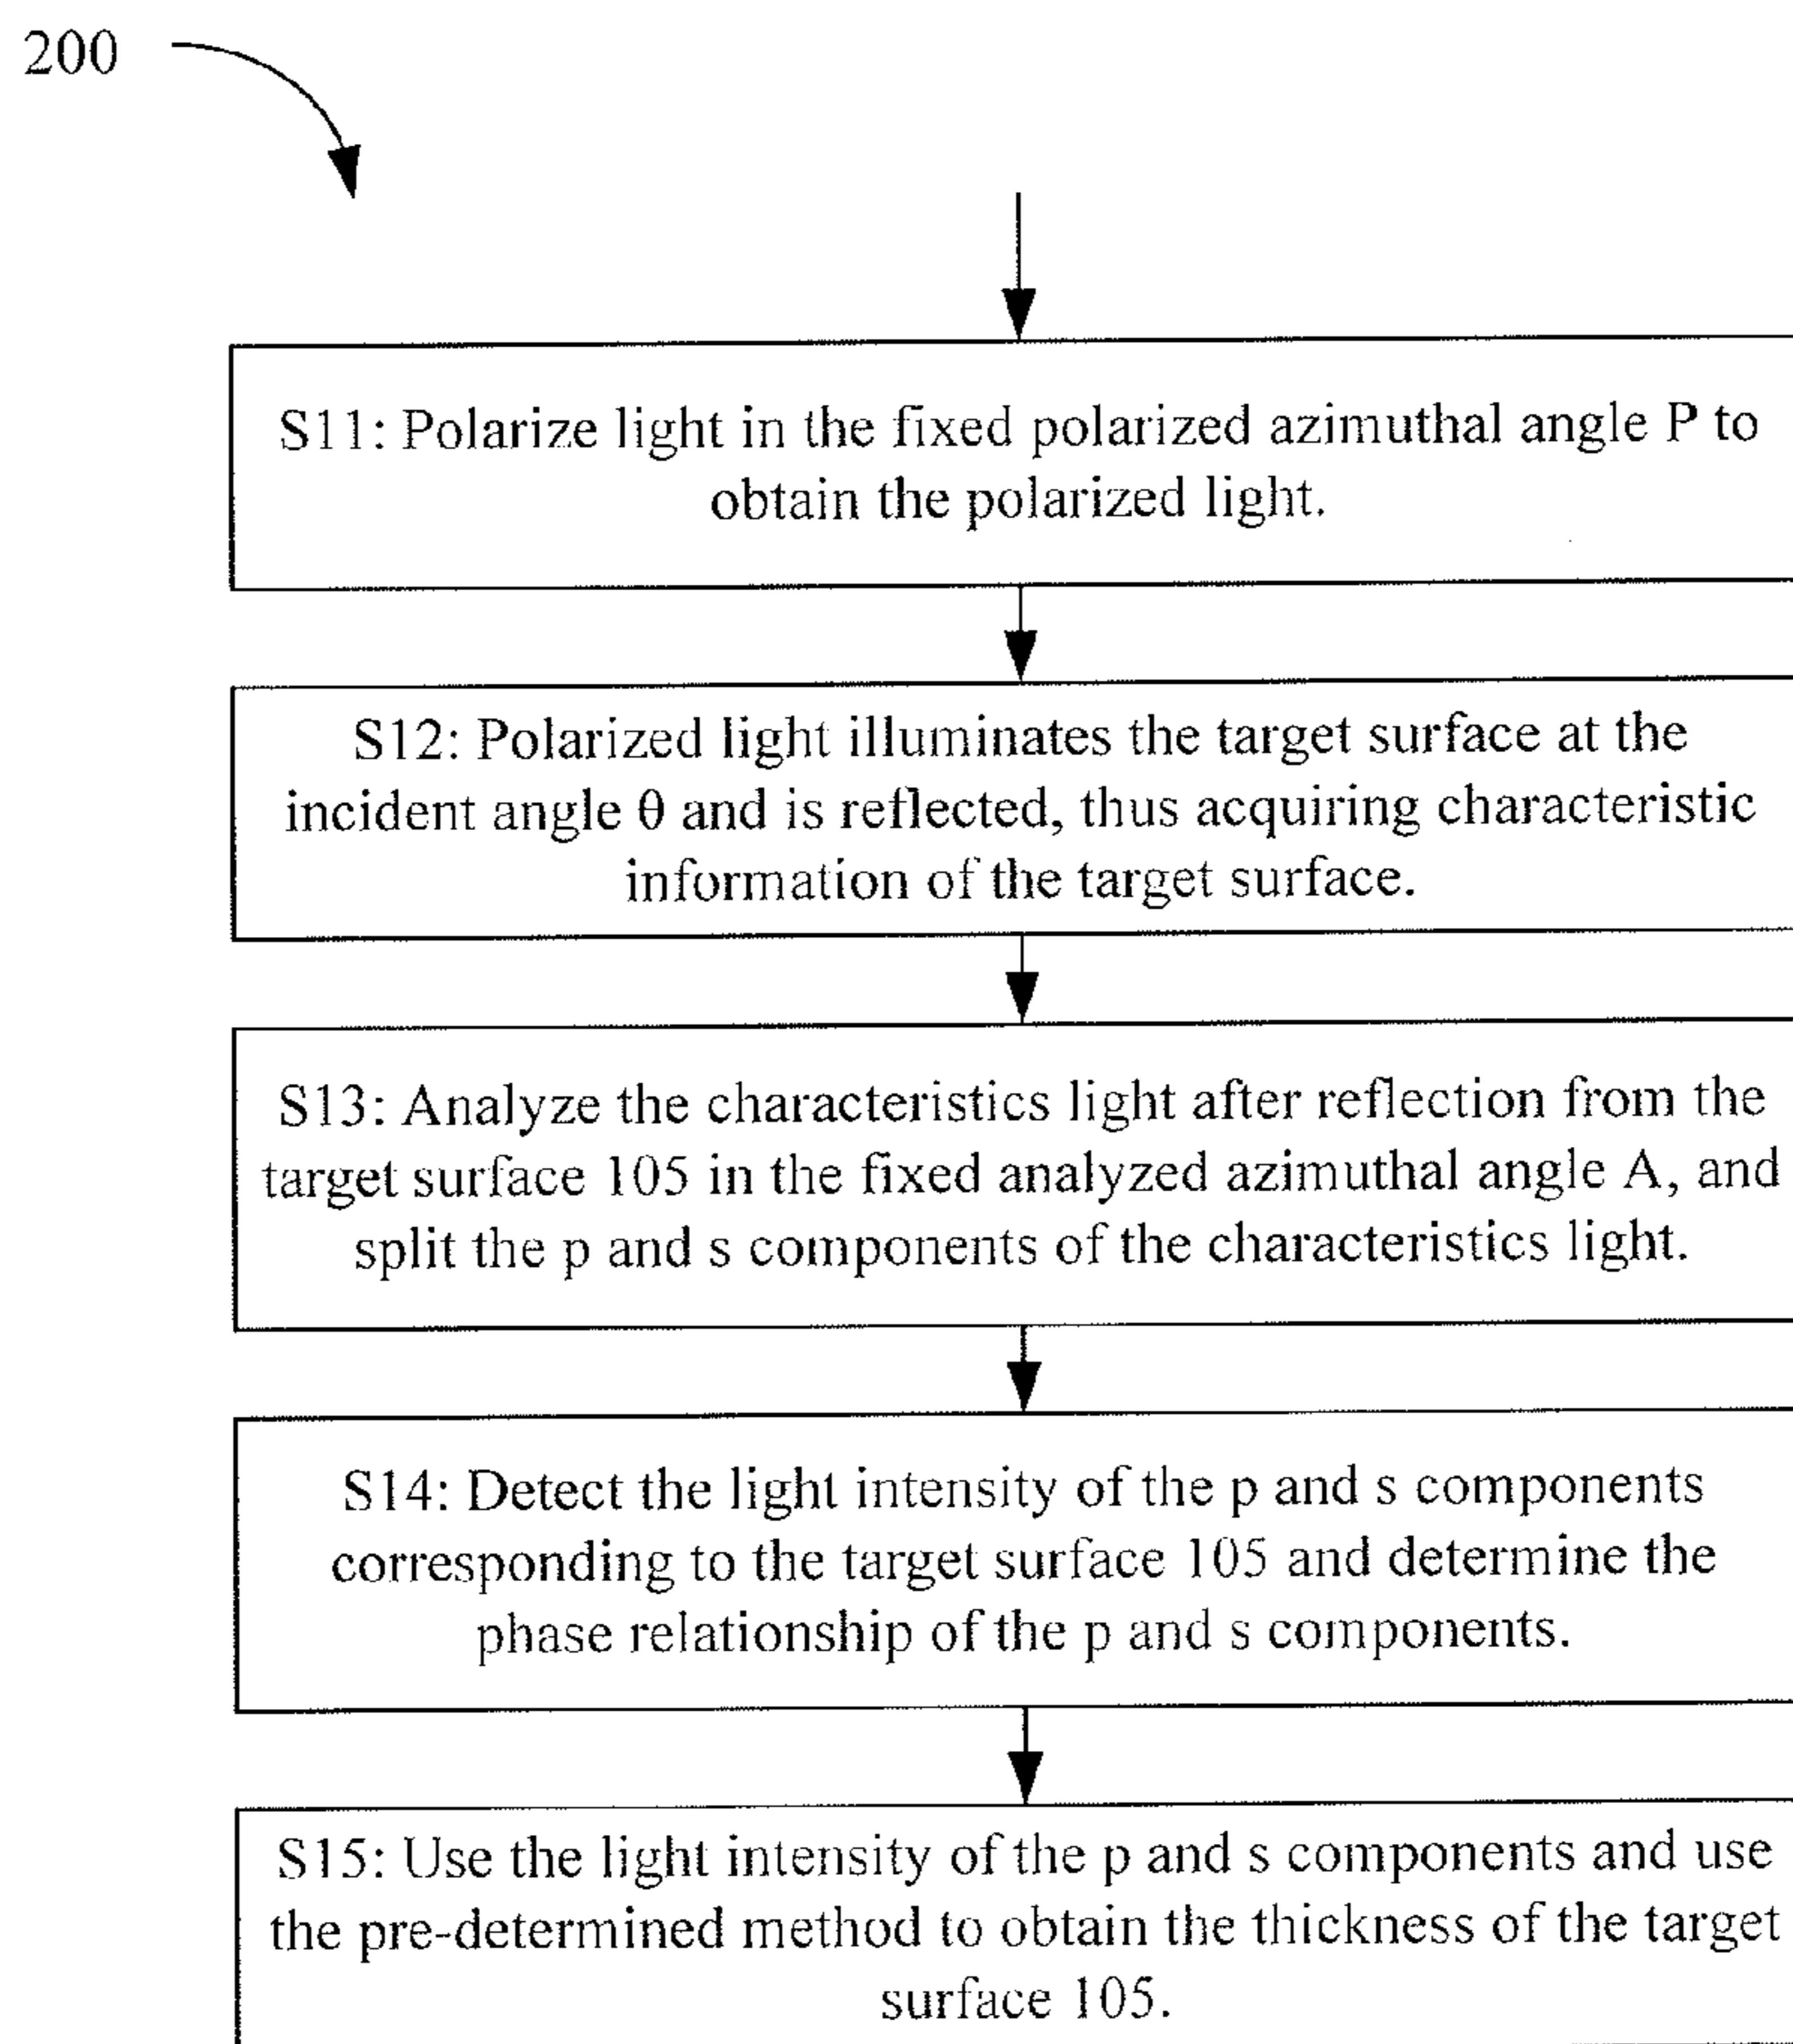 200
S11: Polarize light in the fixed polarized azimuthal angle P to
obtain the polarized light.
S12: Polarized light illuminates the target surface at the
incident angle θ and is reflected, thus acquiring characteristic
information of the target surface.
S13: Analyze the characteristics light after reflection from the
target surface 105 in the fixed analyzed azimuthal angle A, and
split the p and s components of the characteristics light.
S14: Detect the light intensity of the p and s components
corresponding to the target surface 105 and determine the
phase relationship of the p and s components.
S15: Use the light intensity of the p and s components and use
the pre-determined method to obtain the thickness of the target
surface 105.